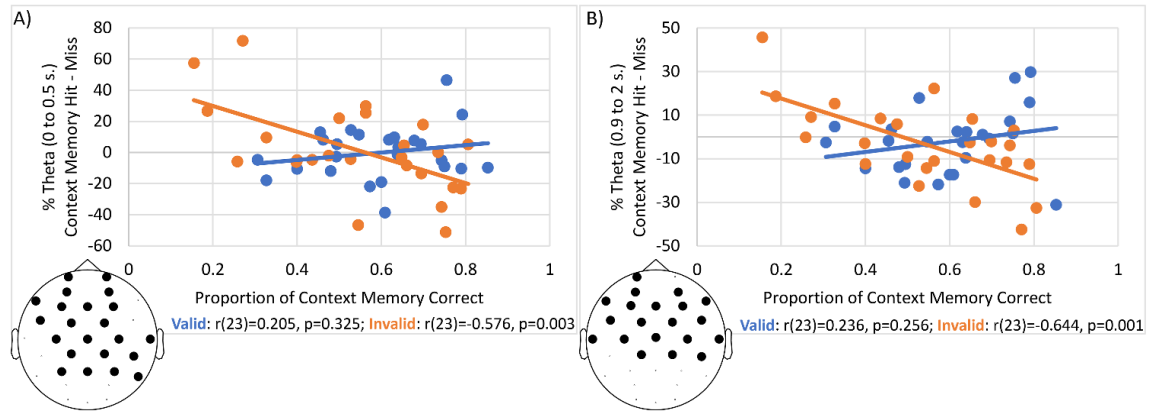 A)
% Theta (0 to 0.5 s.)
Context Memory Hit - Miss
80
60
40
20
0
-20
-40
-60
0
0.2
0.4
0.6
0.8
1
Proportion of Context Memory Correct
Valid: r(23)=0.205, p=0.325; Invalid: r(23)=-0.576, p=0.003
B)
% Theta (0.9 to 2 s.)
Context Memory Hit - Miss
50
30
10
-10
-30
-50
0
0.2
0.4
0.6
0.8
1
Proportion of Context Memory Correct
Valid: r(23)=0.236, p=0.256; Invalid: r(23)=-0.644, p=0.001